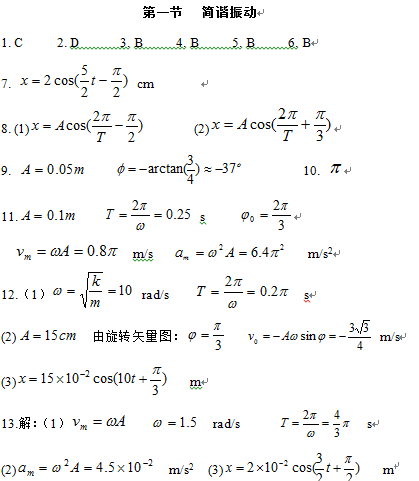 第一节 简谐振动
1. C 2. D 3. B 4. B 5. B 6. B
7. x = 2cos(5/2 t − π/2) cm
8. (1) x = Acos(2π/T − π/2) (2) x = Acos(2π/T + π/3)
9. A = 0.05m ϕ = −arctan(3/4) ≈ −37° 10. π
11. A = 0.1m T = 2π/ω = 0.25 s φ₀ = 2π/3
vₘ = ωA = 0.8π m/s aₘ = ω²A = 6.4π² m/s2
12.（1）ω = √(k/m) = 10 rad/s T = 2π/ω = 0.2π s
(2) A = 15cm 由旋转矢量图：φ = π/3 v₀ = −Aω sinφ = −3√3/4 m/s
(3) x = 15×10⁻² cos(10t + π/3) m
13.解:（1）vₘ = ωA ω = 1.5 rad/s T = 2π/ω = 4/3 π s
(2) aₘ = ω²A = 4.5×10⁻² m/s2 (3) x = 2×10⁻² cos(3/2 t + π/2) m